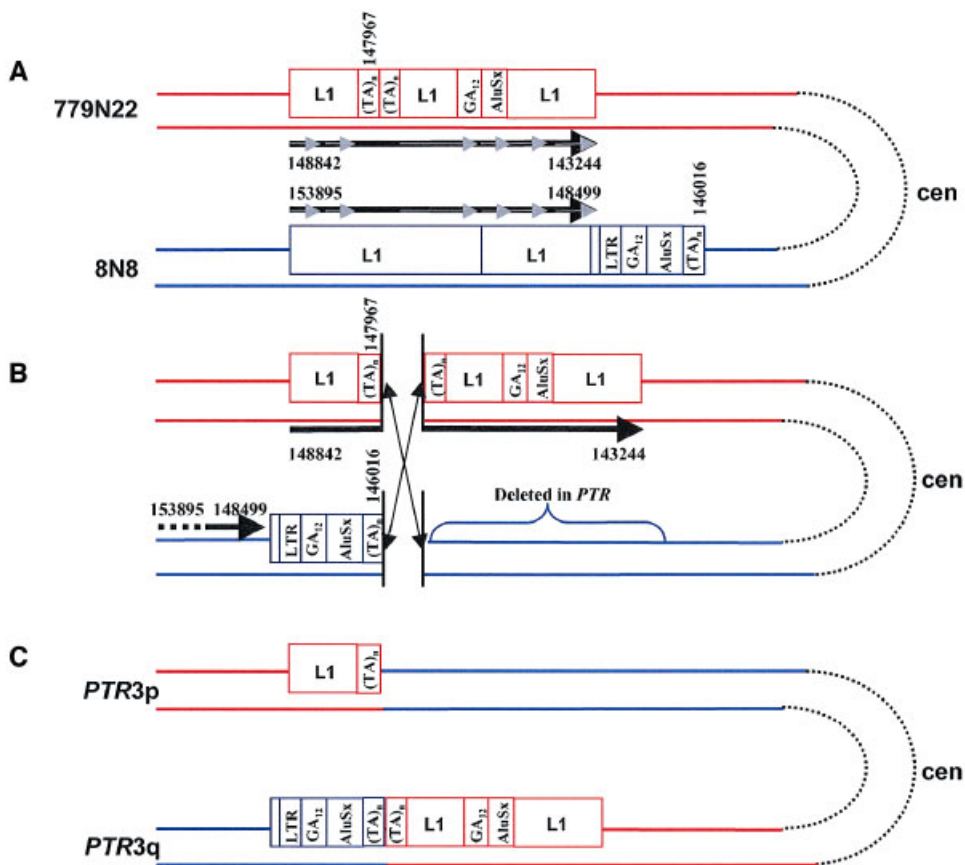 A
147967
L1 (TA)n (TA)n L1 GA12 AluSx L1
779N22
148842 143244
153895 148499 146016
cen
L1 L1 LTR GA12 AluSx (TA)n
8N8
B
147967
L1 (TA)n (TA)n L1 GA12 AluSx L1
148842 146016 143244
153895 148499 Deleted in PTR
cen
LTR GA12 AluSx (TA)n
C
L1 (TA)n
PTR3p
cen
LTR GA12 AluSx (TA)n (TA)n L1 GA12 AluSx L1
PTR3q